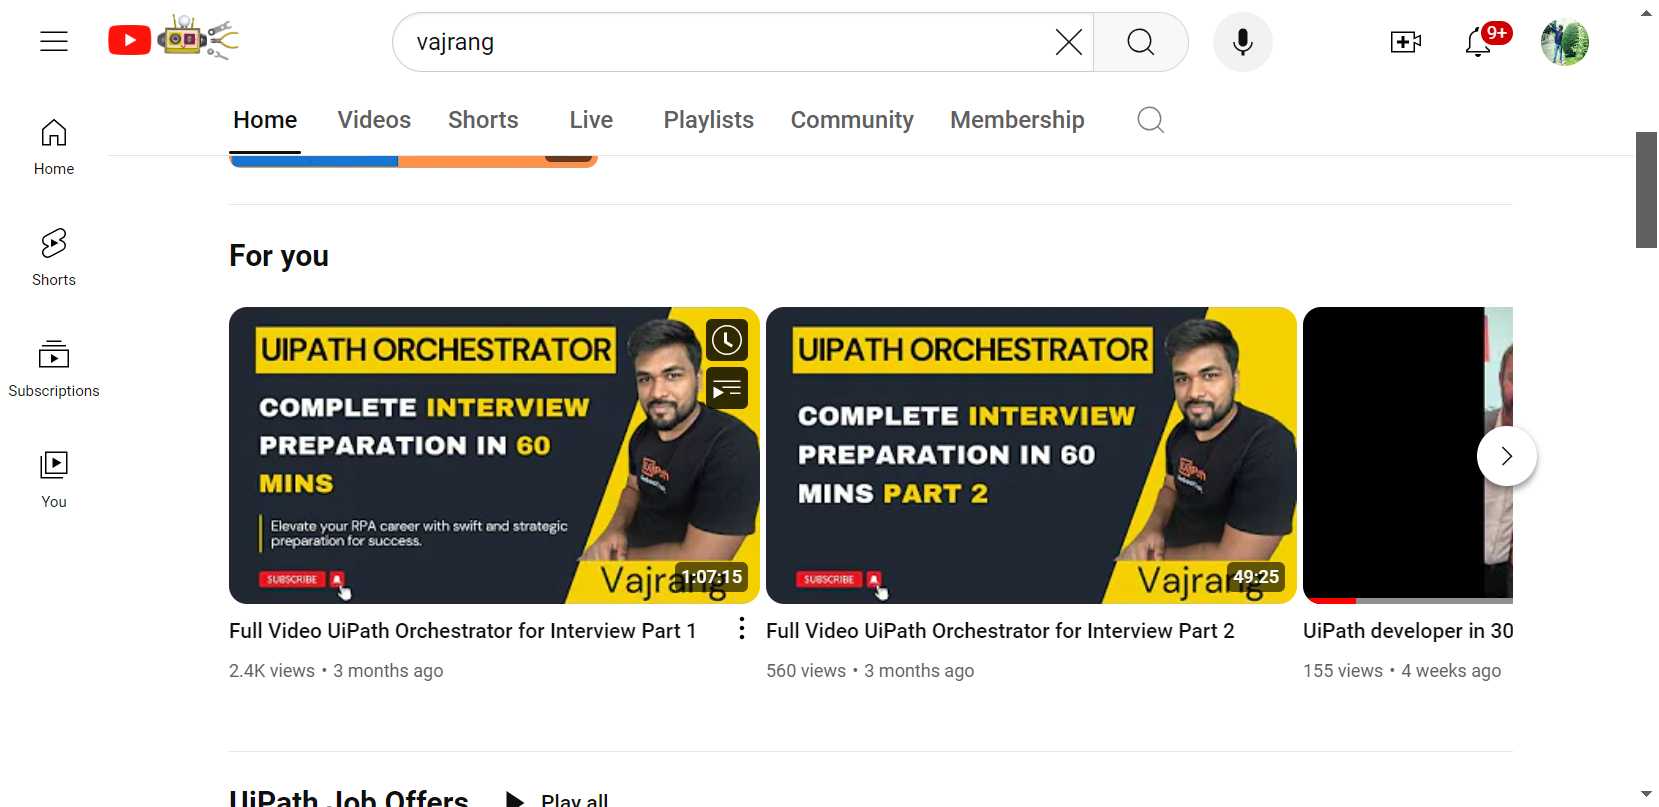 vajrang
9+
Home
Videos
Shorts
Live
Playlists
Community
Membership
Home
Shorts
Subscriptions
You
For you
UIPATH ORCHESTRATOR
COMPLETE INTERVIEW
PREPARATION IN 60
MINS
Elevate your RPA career with swift and strategic
preparation for success.
SUBSCRIBE
Vajrang
1:07:15
UiPath
Full Video UiPath Orchestrator for Interview Part 1
2.4K views • 3 months ago
UIPATH ORCHESTRATOR
COMPLETE INTERVIEW
PREPARATION IN 60
MINS PART 2
SUBSCRIBE
Vajrang
49:25
UiPath
Full Video UiPath Orchestrator for Interview Part 2
560 views • 3 months ago
UiPath developer in 30
155 views • 4 weeks ago
UiPath Job Offers
Play all